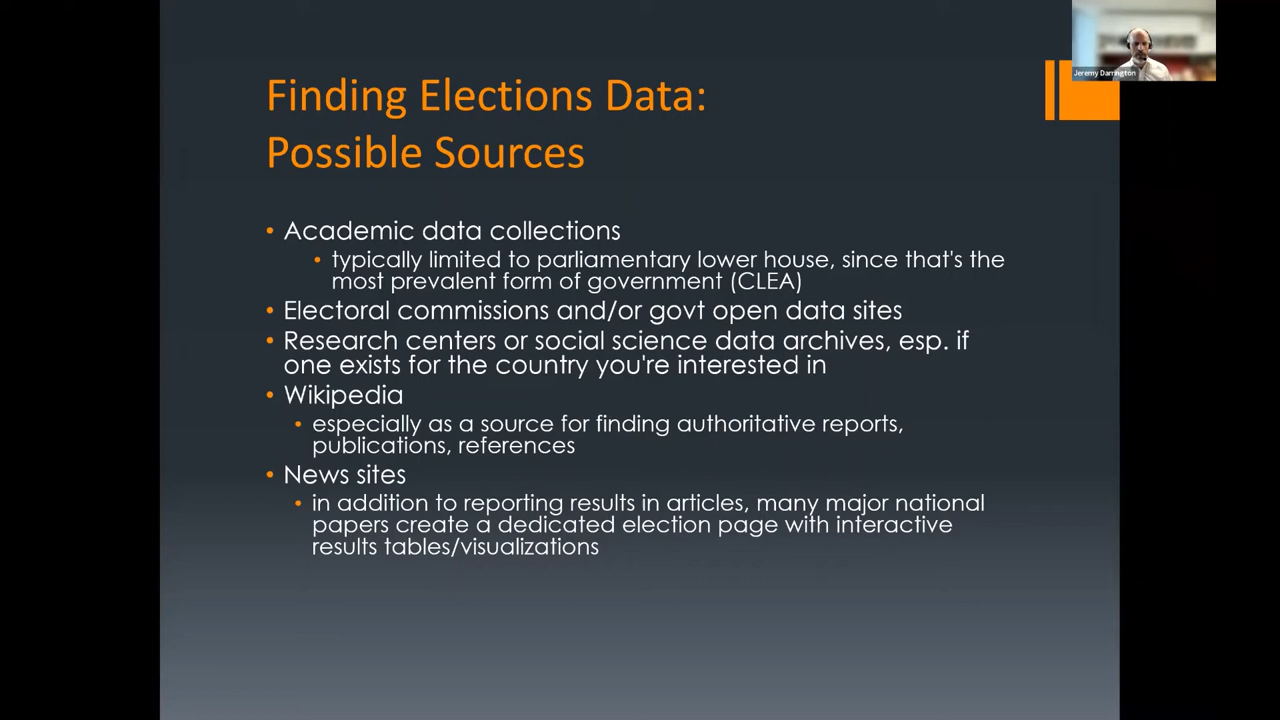 Jeremy Darrington
Finding Elections Data:
Possible Sources
• Academic data collections
• typically limited to parliamentary lower house, since that's the
most prevalent form of government (CLEA)
• Electoral commissions and/or govt open data sites
• Research centers or social science data archives, esp. if
one exists for the country you're interested in
• Wikipedia
• especially as a source for finding authoritative reports,
publications, references
• News sites
• in addition to reporting results in articles, many major national
papers create a dedicated election page with interactive
results tables/visualizations